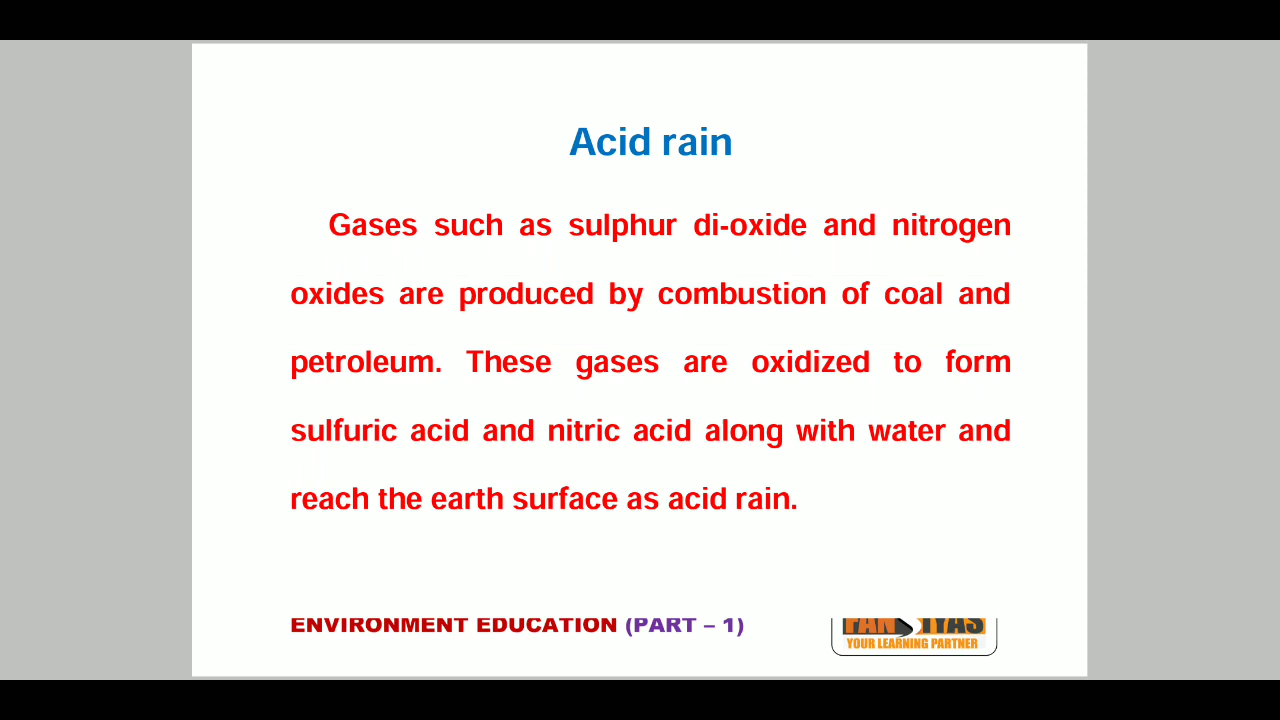 Acid rain
Gases such as sulphur di-oxide and nitrogen
oxides are produced by combustion of coal and
petroleum. These gases are oxidized to form
sulfuric acid and nitric acid along with water and
reach the earth surface as acid rain.
ENVIRONMENT EDUCATION (PART – 1)
YOUR LEARNING PARTNER